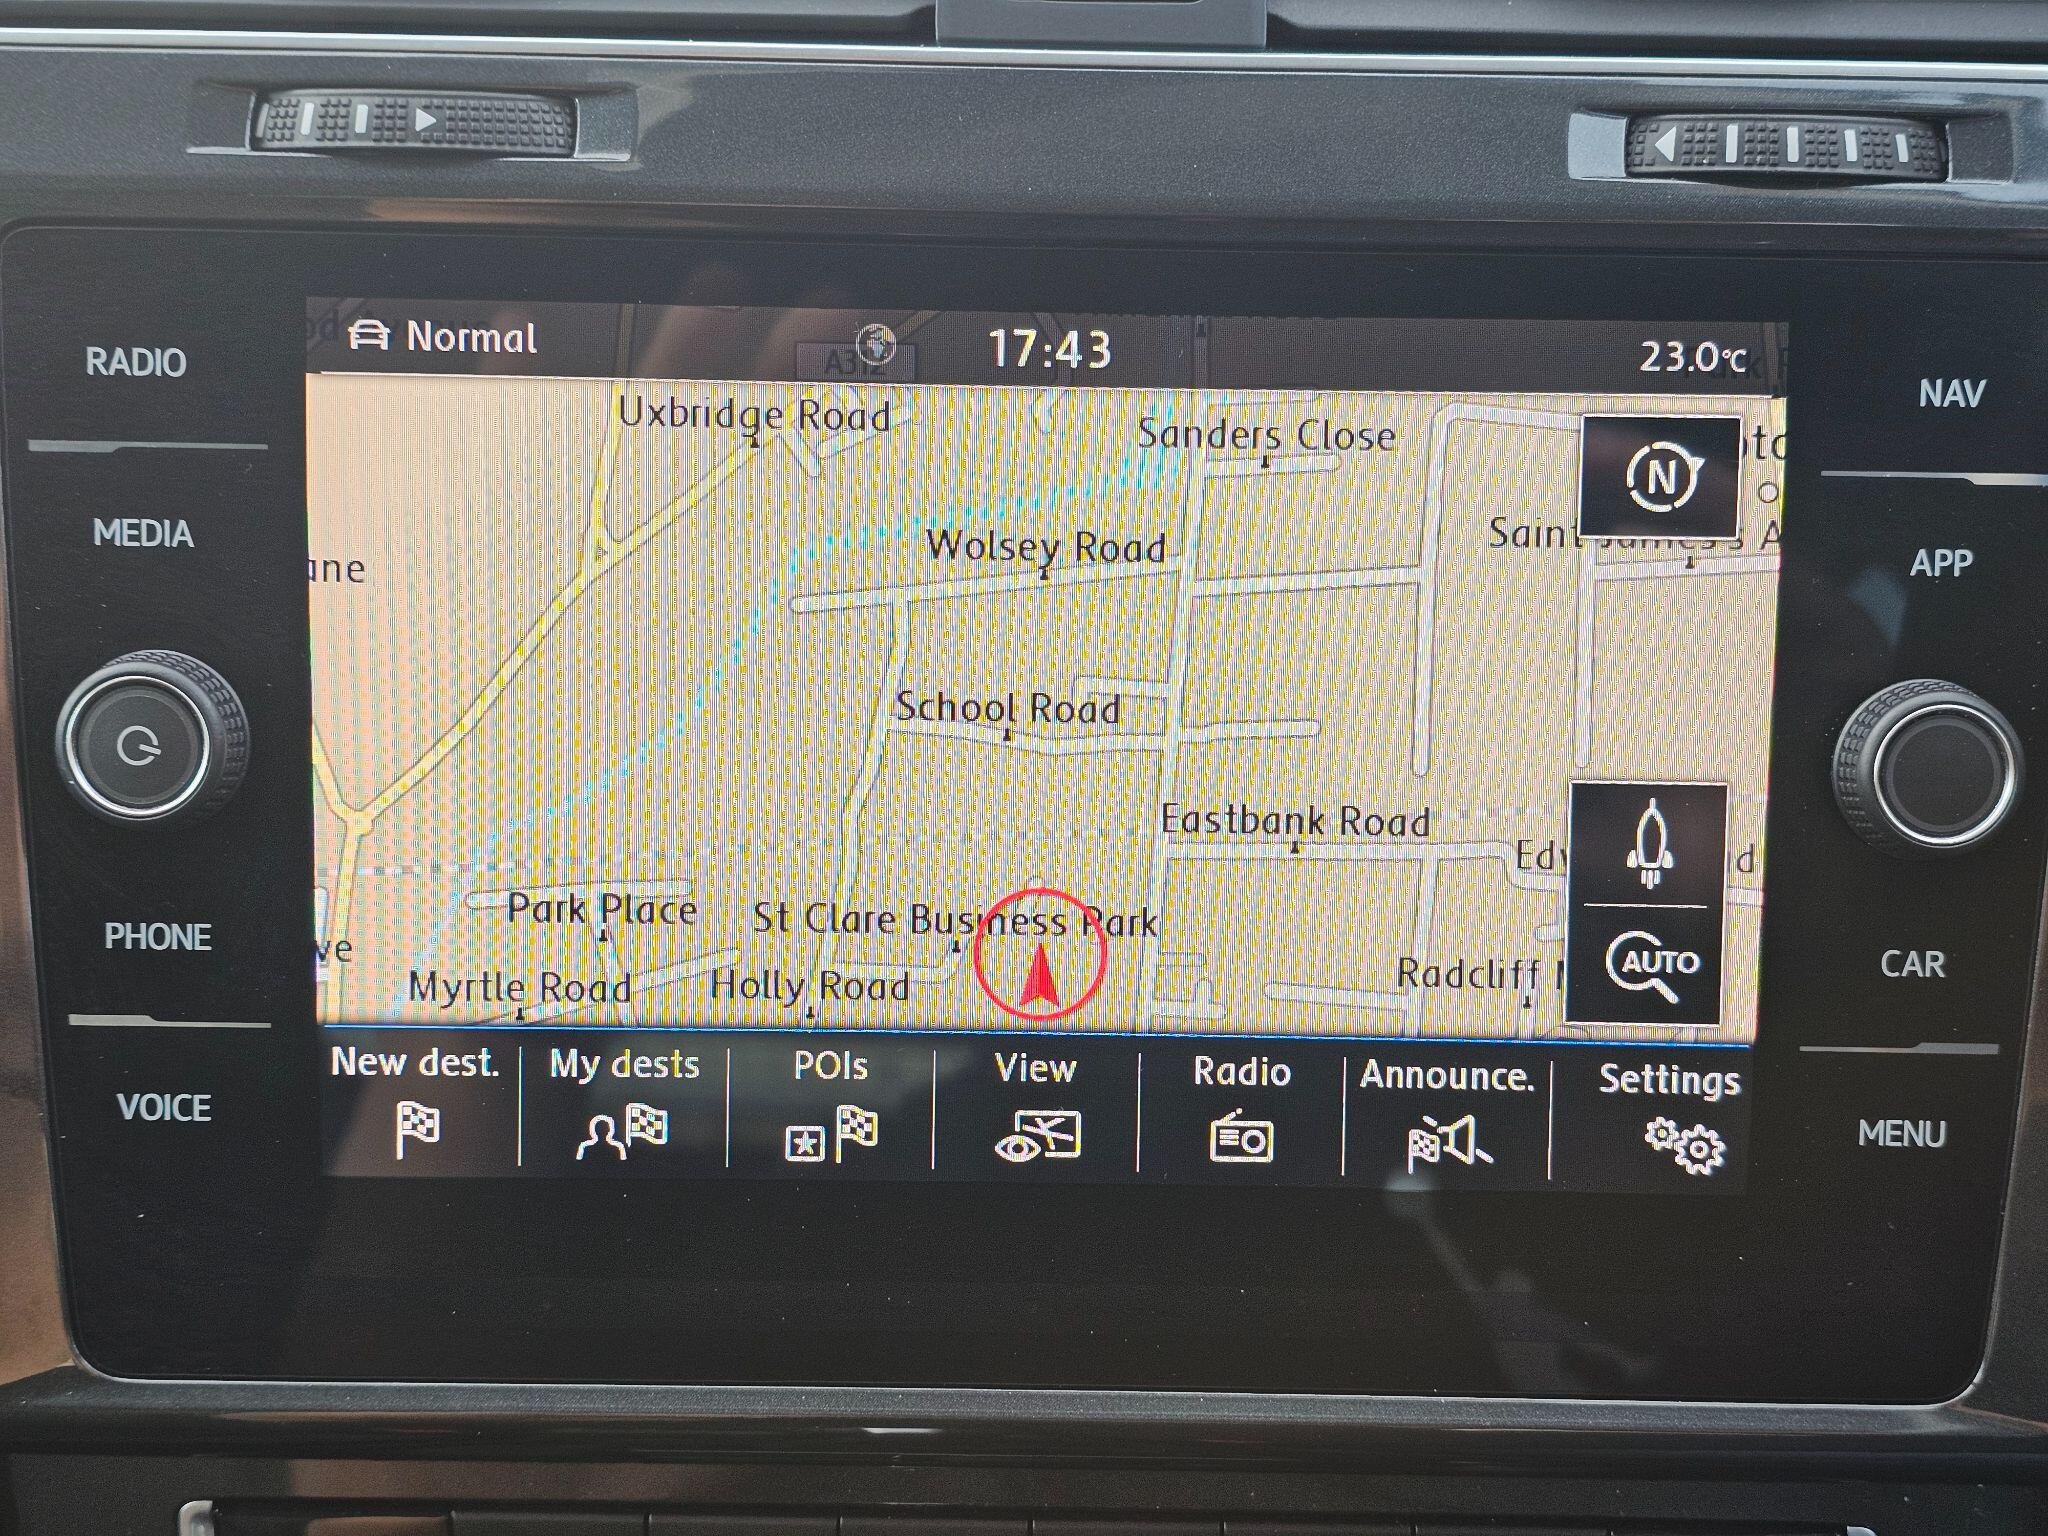 Normal
17:43
23.0°C
A312
RADIO
MEDIA
PHONE
VOICE
NAV
APP
CAR
MENU
Uxbridge Road
Sanders Close
N
Wolsey Road
School Road
Eastbank Road
Park Place
St Clare Business Park
Myrtle Road
Holly Road
Radcliff
AUTO
New dest.
My dests
POIs
View
Radio
Announce.
Settings